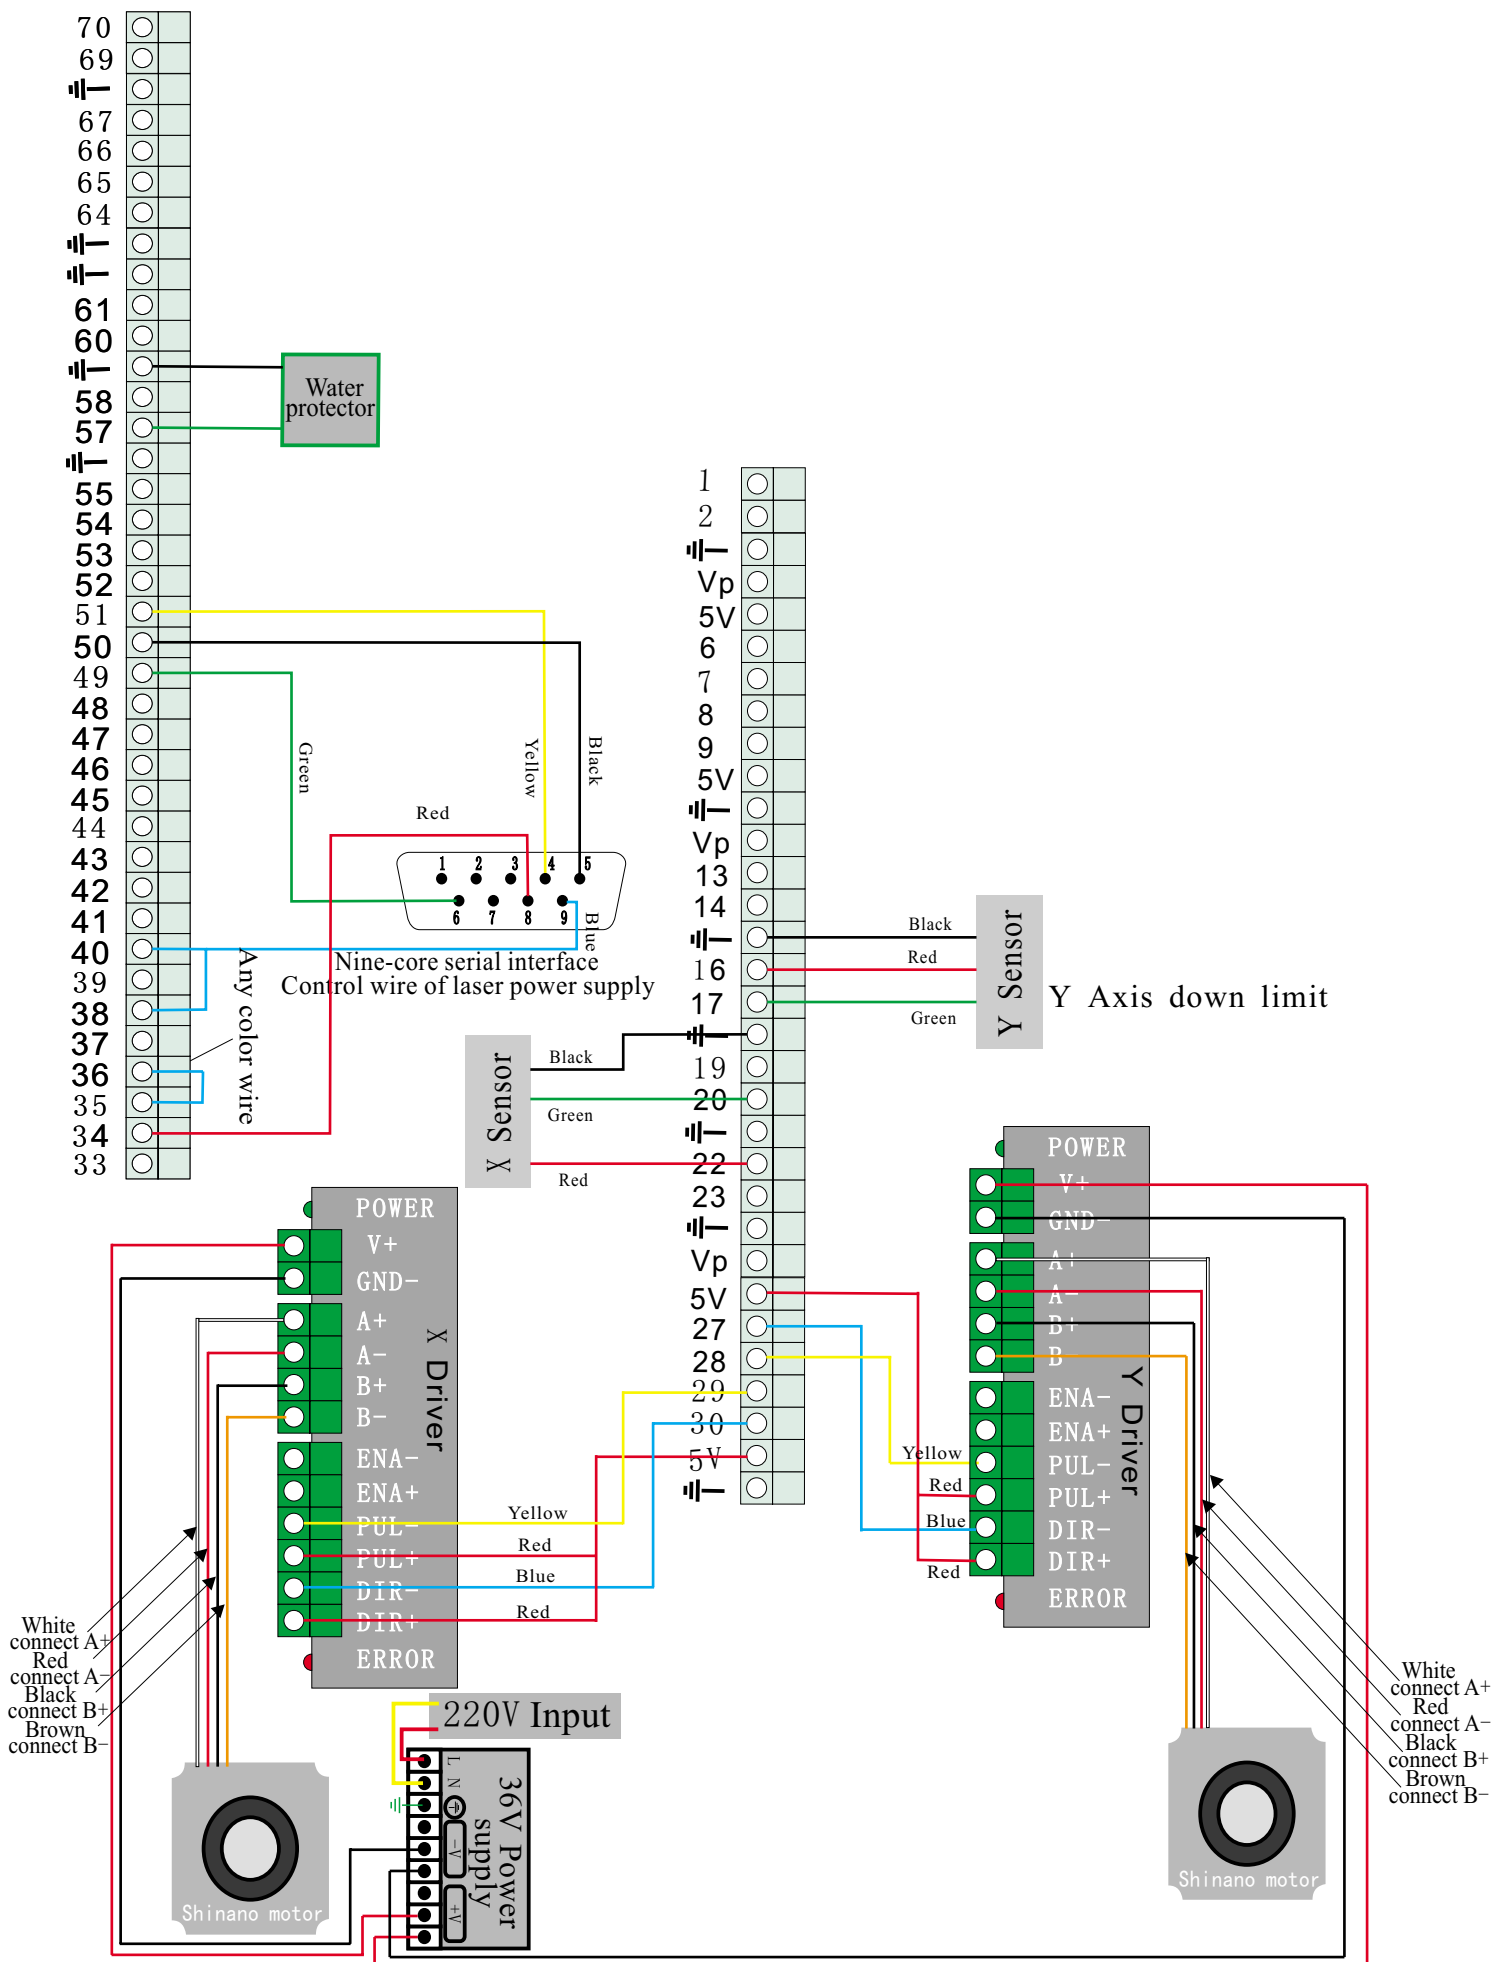 70
69
67
66
65
64
61
60
58
57
55
54
53
52
51
50
49
48
47
46
45
44
43
42
41
40
39
38
37
36
35
34
33
Water
protector
Green
Yellow
Black
Red
1 2 3 4 5
6 7 8 9
Blue
Nine-core serial interface
Control wire of laser power supply
Any color wire
1
2
Vp
5V
6
7
8
9
5V
Vp
13
14
16
17
19
20
22
23
Vp
5V
27
28
29
30
5V
Black
Red
Green
Y Sensor
Y Axis down limit
X Sensor
Black
Green
Red
POWER
V+
GND-
A+
A-
B+
B-
ENA-
ENA+
PUL-
PUL+
DIR-
DIR+
ERROR
X Driver
Yellow
Red
Blue
Red
POWER
V+
GND-
A+
A-
B+
B-
ENA-
ENA+
PUL-
PUL+
DIR-
DIR+
ERROR
Y Driver
Yellow
Red
Blue
Red
White
connect A+
Red
connect A-
Black
connect B+
Brown
connect B-
Shinano motor
220V Input
L
N
-V
+V
36V Power
supply
White
connect A+
Red
connect A-
Black
connect B+
Brown
connect B-
Shinano motor